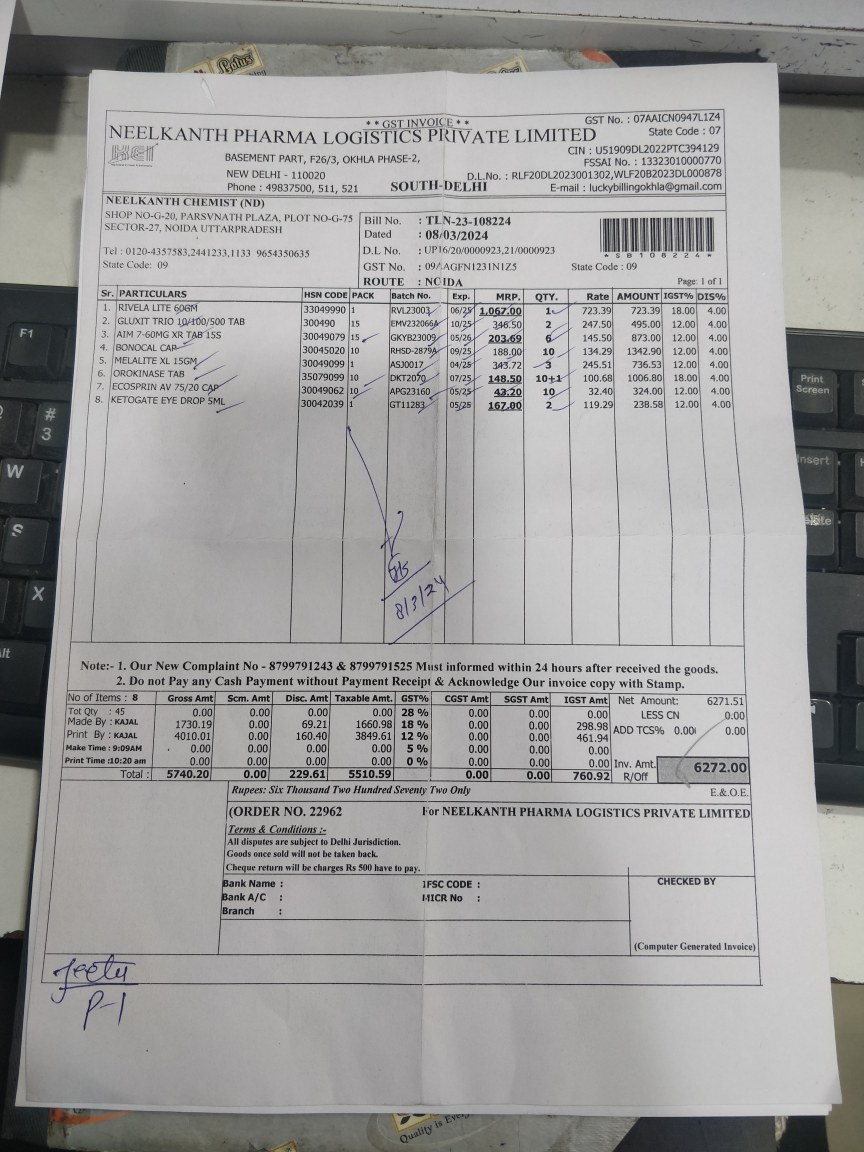 Lotus
* * GST INVOICE * *
GST No. : 07AAICN0947L1Z4
NEELKANTH PHARMA LOGISTICS PRIVATE LIMITED
State Code : 07
CIN : U51909DL2022PTC394129
BASEMENT PART, F26/3, OKHLA PHASE-2,
FSSAI No. : 13323010000770
NEW DELHI - 110020
D.L.No. : RLF20DL2023001302,WLF20B2023DL000878
Phone : 49837500, 511, 521
SOUTH-DELHI
E-mail : luckybillingokhla@gmail.com
NEELKANTH CHEMIST (ND)
SHOP NO-G-20, PARSVNATH PLAZA, PLOT NO-G-75
SECTOR-27, NOIDA UTTARPRADESH
Tel : 0120-4357583,2441233,1133 9654350635
State Code: 09
Bill No. : TLN-23-108224
Dated : 08/03/2024
D.L No. : UP16/20/0000923,21/0000923
GST No. : 09AAGFN1231N1Z5 State Code : 09
ROUTE : NOIDA
*SB108224*
Page: 1 of 1
Sr. PARTICULARS HSN CODE PACK Batch No. Exp. MRP. QTY. Rate AMOUNT IGST% DIS%
1. RIVELA LITE 60GM 33049990 1 RVL23003 06/25 1,067.00 1 723.39 723.39 18.00 4.00
2. GLUXIT TRIO 10/100/500 TAB 300490 15 EMV232066A 10/25 346.50 2 247.50 495.00 12.00 4.00
3. AIM 7-60MG XR TAB 15S 30049079 15 GKYB23009 05/26 203.69 6 145.50 873.00 12.00 4.00
4. BONOCAL CAP 30045020 10 RHSD-2879A 09/25 188.00 10 134.29 1342.90 12.00 4.00
5. MELALITE XL 15GM 30049099 1 ASJ0017 04/25 343.72 3 245.51 736.53 12.00 4.00
6. OROKINASE TAB 35079099 10 DKT2070 07/25 148.50 10+1 100.68 1006.80 18.00 4.00
7. ECOSPRIN AV 75/20 CAP 30049062 10 APG23160 05/25 43.20 10 32.40 324.00 12.00 4.00
8. KETOGATE EYE DROP 5ML 30042039 1 GT11283 05/25 167.00 2 119.29 238.58 12.00 4.00
8/3/24
Note:- 1. Our New Complaint No - 8799791243 & 8799791525 Must informed within 24 hours after received the goods.
2. Do not Pay any Cash Payment without Payment Receipt & Acknowledge Our invoice copy with Stamp.
No of Items : 8 Gross Amt Scm. Amt Disc. Amt Taxable Amt. GST% CGST Amt SGST Amt IGST Amt
Tot Qty : 45 0.00 0.00 0.00 0.00 28 % 0.00 0.00 0.00
Made By : KAJAL 1730.19 0.00 69.21 1660.98 18 % 0.00 0.00 298.98
Print By : KAJAL 4010.01 0.00 160.40 3849.61 12 % 0.00 0.00 461.94
Make Time : 9:09AM 0.00 0.00 0.00 0.00 5 % 0.00 0.00 0.00
Print Time :10:20 am 0.00 0.00 0.00 0.00 0 % 0.00 0.00 0.00
Total : 5740.20 0.00 229.61 5510.59 0.00 0.00 760.92
Net Amount: 6271.51
LESS CN 0.00
ADD TCS% 0.00 0.00
Inv. Amt. 6272.00
R/Off
Rupees: Six Thousand Two Hundred Seventy Two Only
E.& O.E.
(ORDER NO. 22962
For NEELKANTH PHARMA LOGISTICS PRIVATE LIMITED
Terms & Conditions :-
All disputes are subject to Delhi Jurisdiction.
Goods once sold will not be taken back.
Cheque return will be charges Rs 500 have to pay.
Bank Name : IFSC CODE :
Bank A/C : MICR No :
Branch :
CHECKED BY
(Computer Generated Invoice)
Jeetu
P-1
F1
#
3
W
S
X
Alt
Print
Screen
Insert
Quality is Every